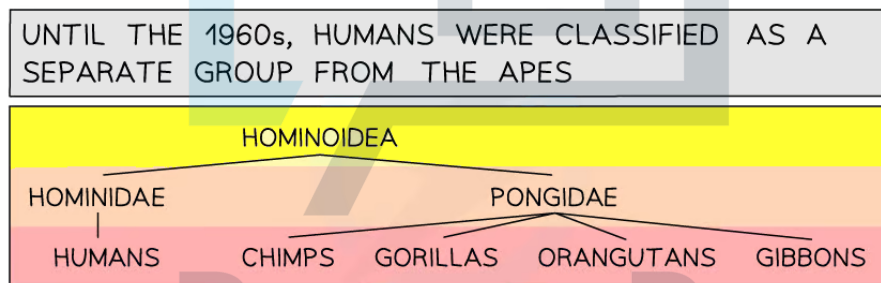 UNTIL THE 1960s, HUMANS WERE CLASSIFIED AS A
SEPARATE GROUP FROM THE APES
HOMINOIDEA
HOMINIDAE PONGIDAE
HUMANS CHIMPS GORILLAS ORANGUTANS GIBBONS